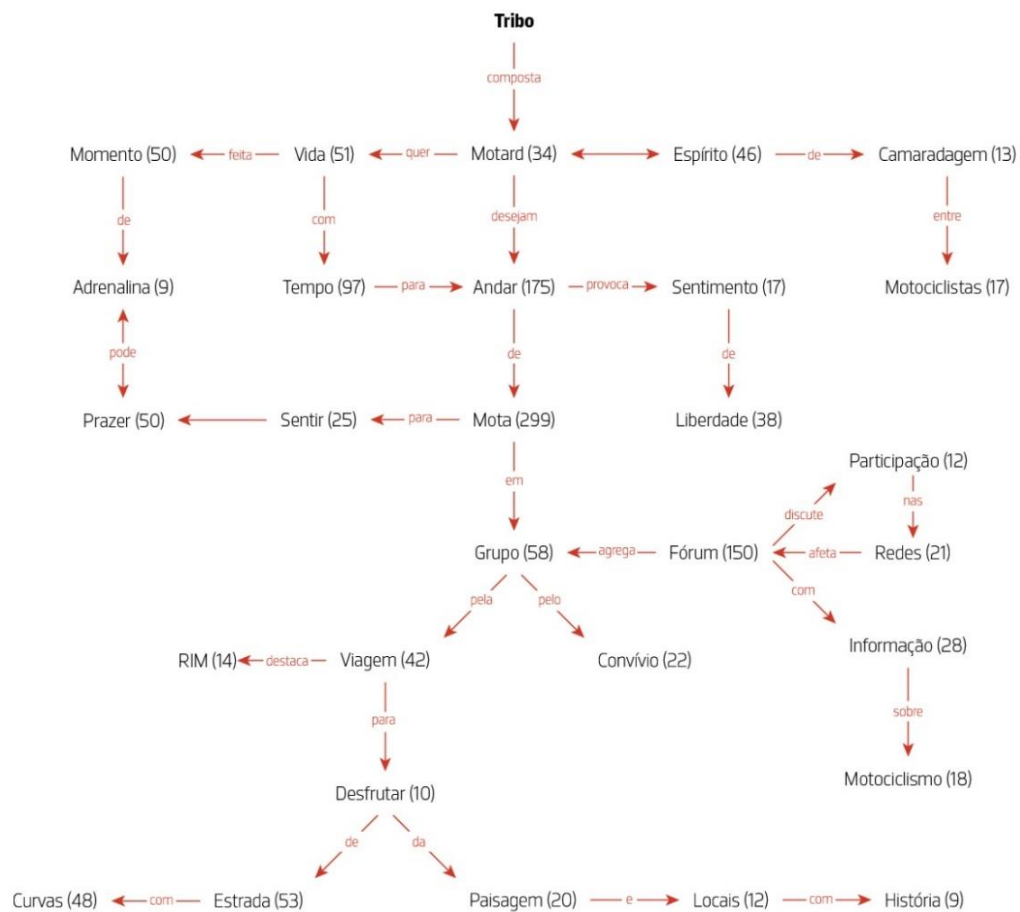 Tribo
composta
Momento (50) feita Vida (51) quer Motard (34) Espírito (46) de Camaradagem (13)
de com desejam entre
Adrenalina (9) Tempo (97) para Andar (175) provoca Sentimento (17) Motociclistas (17)
pode de de
Prazer (50) Sentir (25) para Mota (299) Liberdade (38)
Participação (12)
em discute nas
Grupo (58) agrega Fórum (150) afeta Redes (21)
pela pelo com
RIM (14) destaca Viagem (42) Convívio (22) Informação (28)
para sobre
Desfrutar (10) Motociclismo (18)
de da
Curvas (48) com Estrada (53) Paisagem (20) e Locais (12) com História (9)